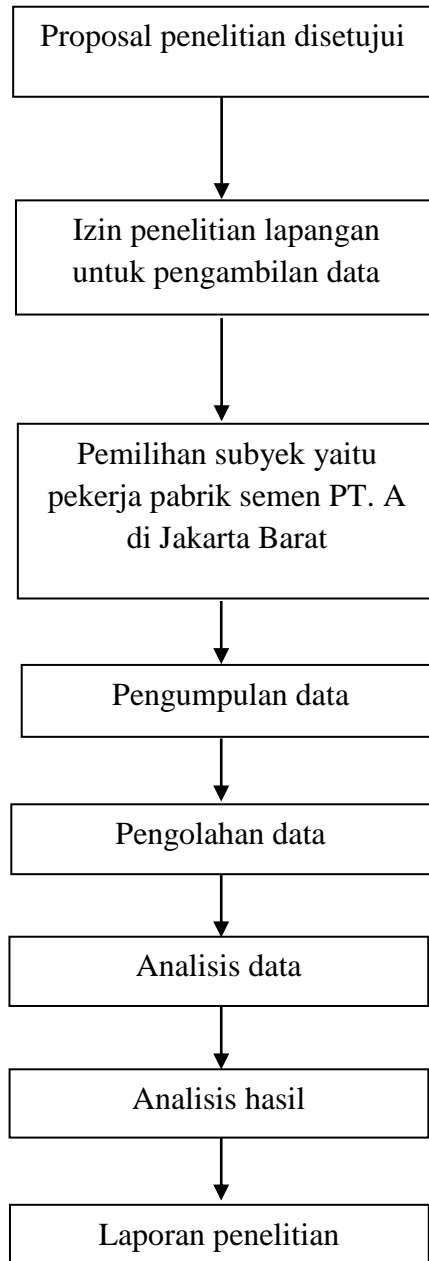 Proposal penelitian disetujui
Izin penelitian lapangan
untuk pengambilan data
Pemilihan subyek yaitu
pekerja pabrik semen PT. A
di Jakarta Barat
Pengumpulan data
Pengolahan data
Analisis data
Analisis hasil
Laporan penelitian